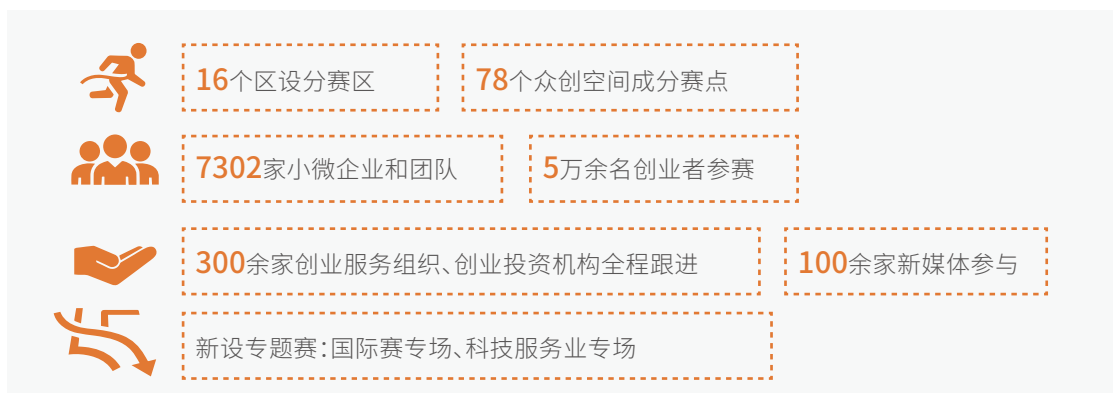 16个区设分赛区
78个众创空间成分赛点
7302家小微企业和团队
5万余名创业者参赛
300余家创业服务组织、创业投资机构全程跟进
100余家新媒体参与
新设专题赛：国际赛专场、科技服务业专场